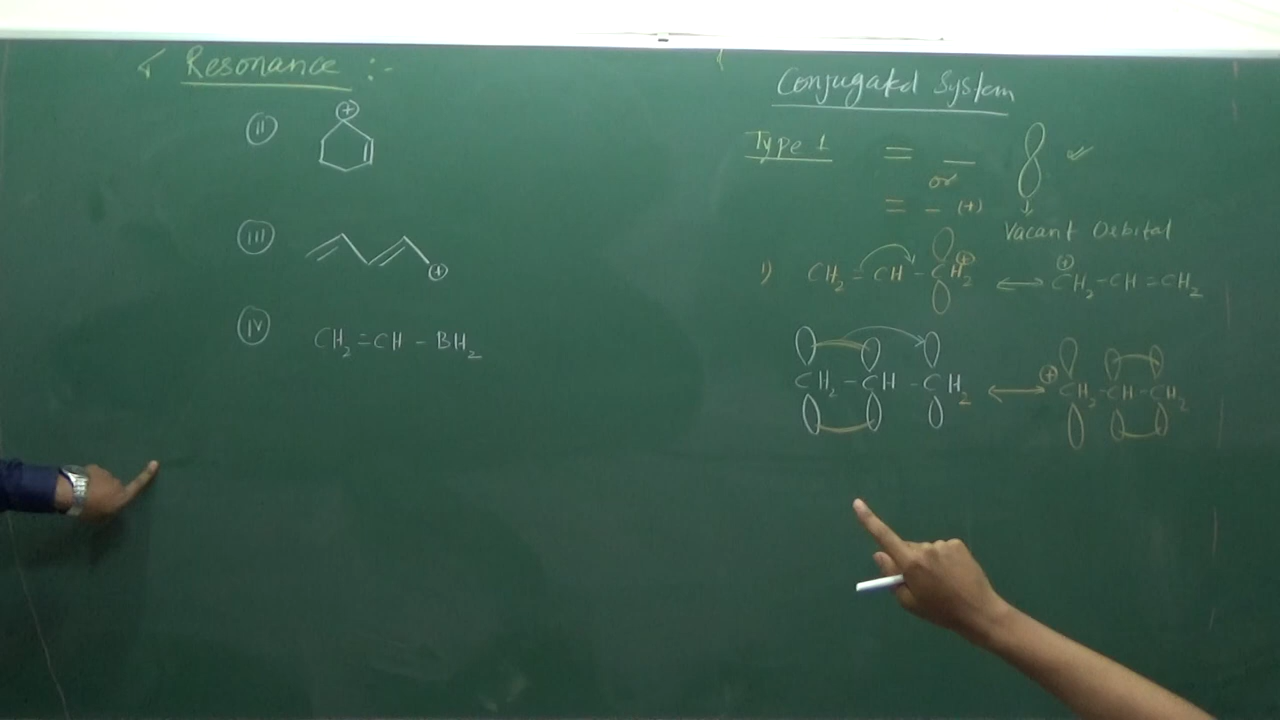 Resonance :-
(ii)
⊕
(iii)
⊕
(iv) CH₂=CH-BH₂
Conjugated System
Type 1
= -
or
= - (+)
Vacant Orbital
1) CH₂=CH-CH₂ ⊕ ↔ ⊕ CH₂-CH=CH₂
CH₂-CH-CH₂ ↔ ⊕ CH₂-CH-CH₂